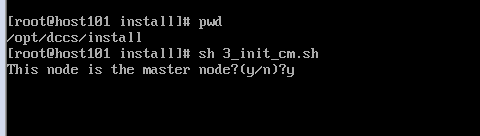 [root@host101 install]# pwd
/opt/dccs/install
[root@host101 install]# sh 3_init_cm.sh
This node is the master node?(y/n)?y